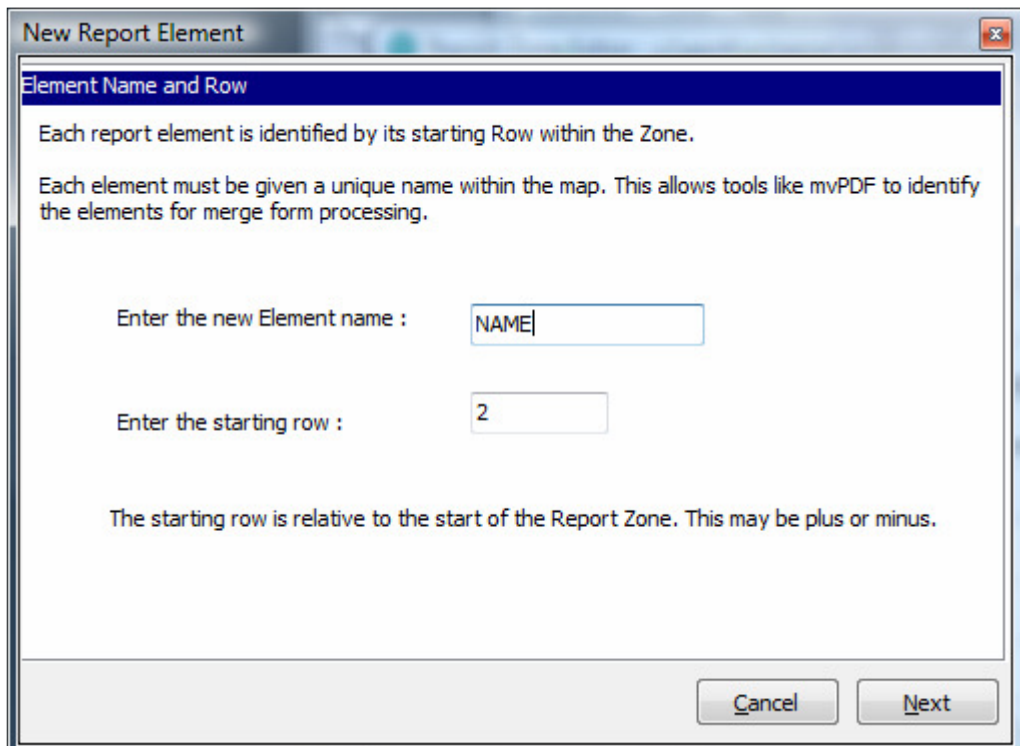 New Report Element
Element Name and Row
Each report element is identified by its starting Row within the Zone.
Each element must be given a unique name within the map. This allows tools like mvPDF to identify
the elements for merge form processing.
Enter the new Element name :
NAME
Enter the starting row :
2
The starting row is relative to the start of the Report Zone. This may be plus or minus.
Cancel
Next